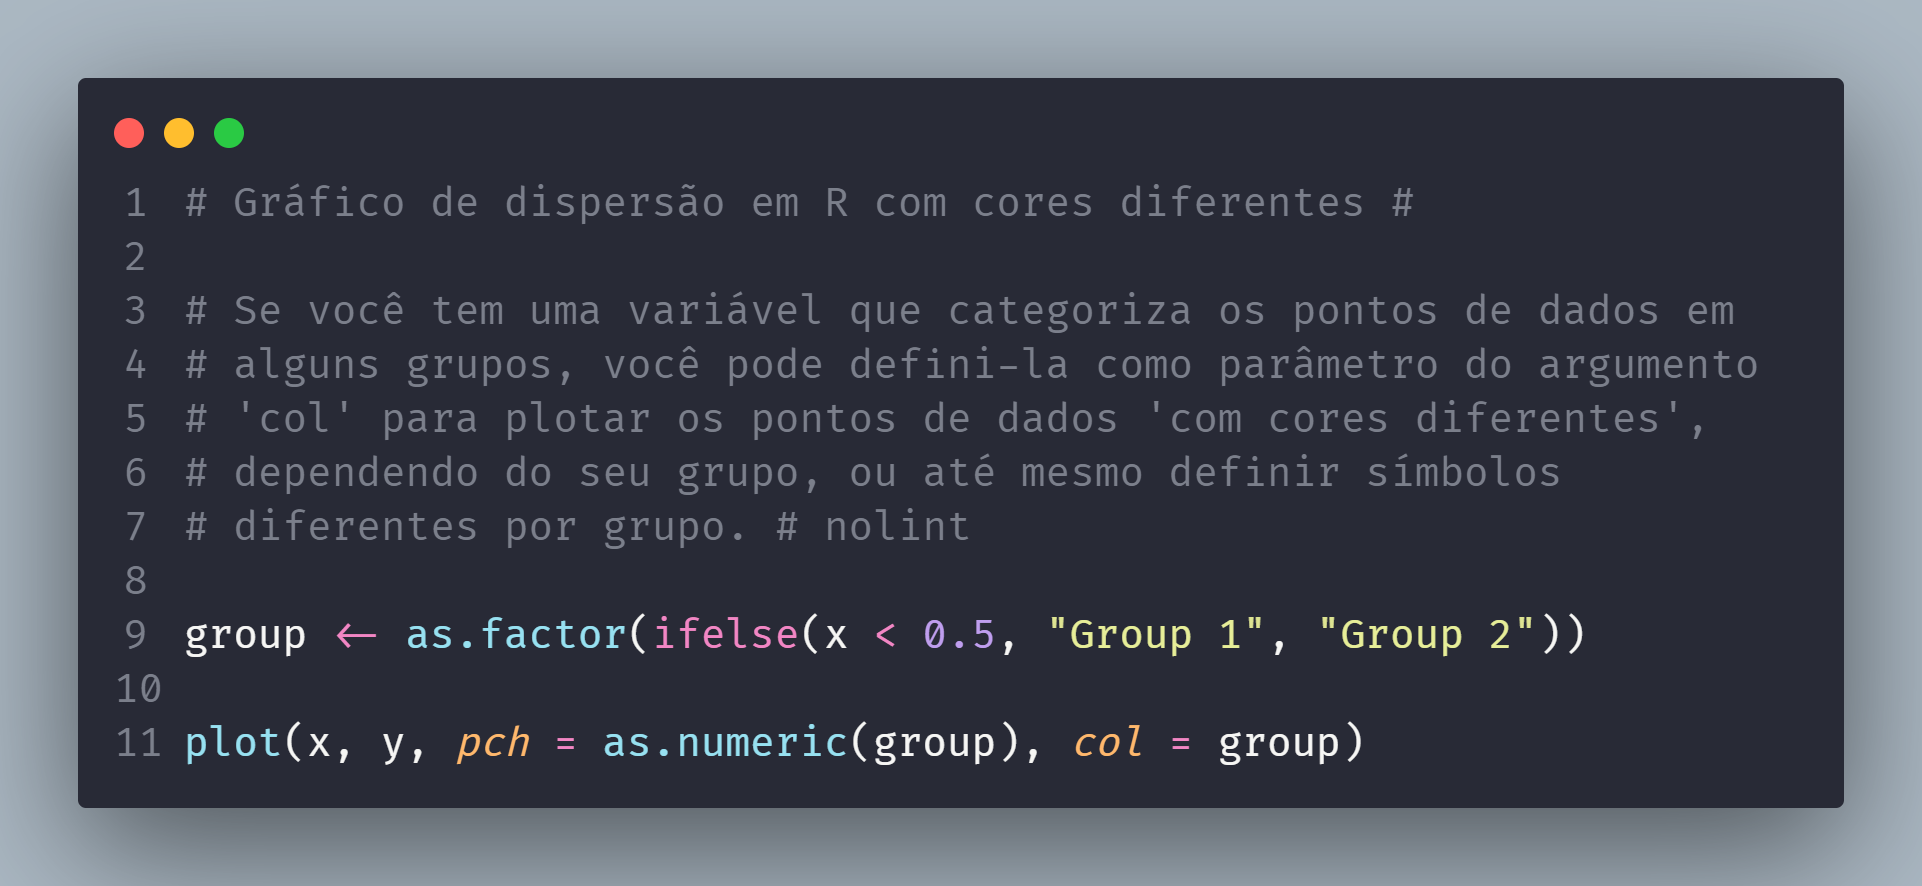 1 # Gráfico de dispersão em R com cores diferentes #
2
3 # Se você tem uma variável que categoriza os pontos de dados em
4 # alguns grupos, você pode defini-la como parâmetro do argumento
5 # 'col' para plotar os pontos de dados 'com cores diferentes',
6 # dependendo do seu grupo, ou até mesmo definir símbolos
7 # diferentes por grupo. # nolint
8
9 group <- as.factor(ifelse(x < 0.5, "Group 1", "Group 2"))
10
11 plot(x, y, pch = as.numeric(group), col = group)